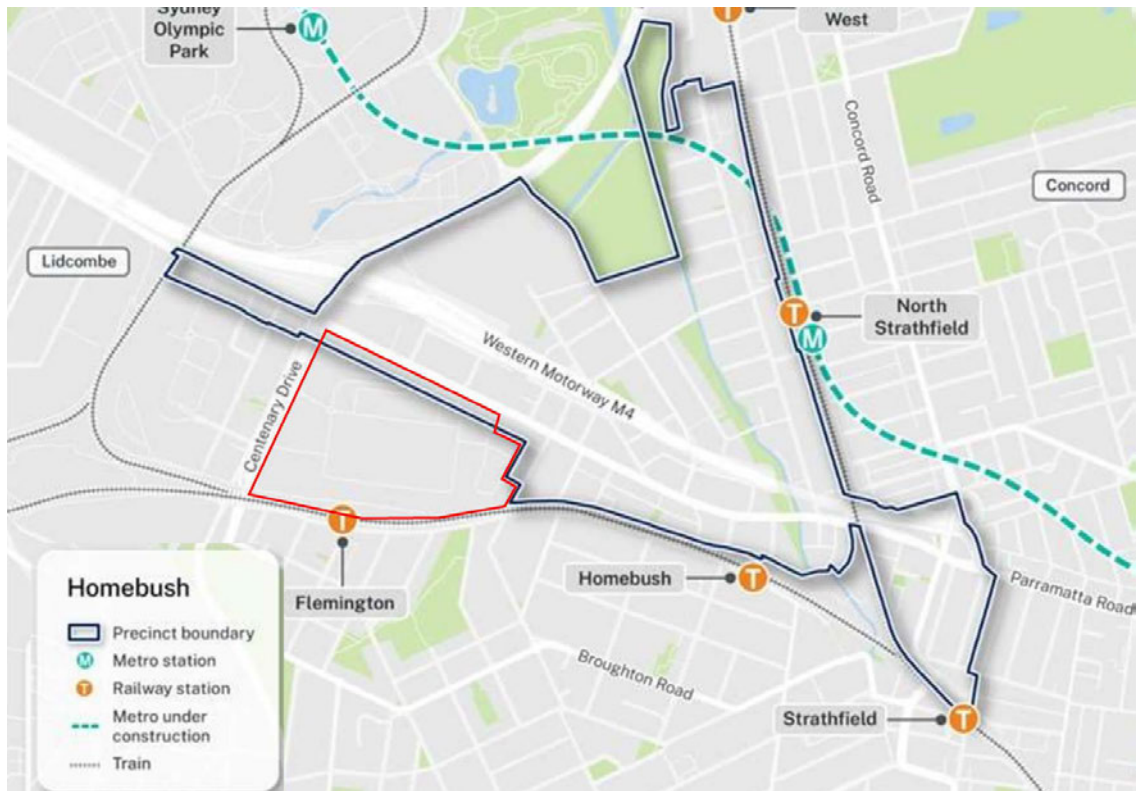 Sydney
Olympic
Park
M
T
West
Concord Road
Concord
Lidcombe
T
M
North
Strathfield
Western Motorway M4
Centenary Drive
T
Flemington
Homebush
T
Parramatta Road
Broughton Road
Strathfield
T
Homebush
Precinct boundary
M
Metro station
T
Railway station
Metro under
construction
Train